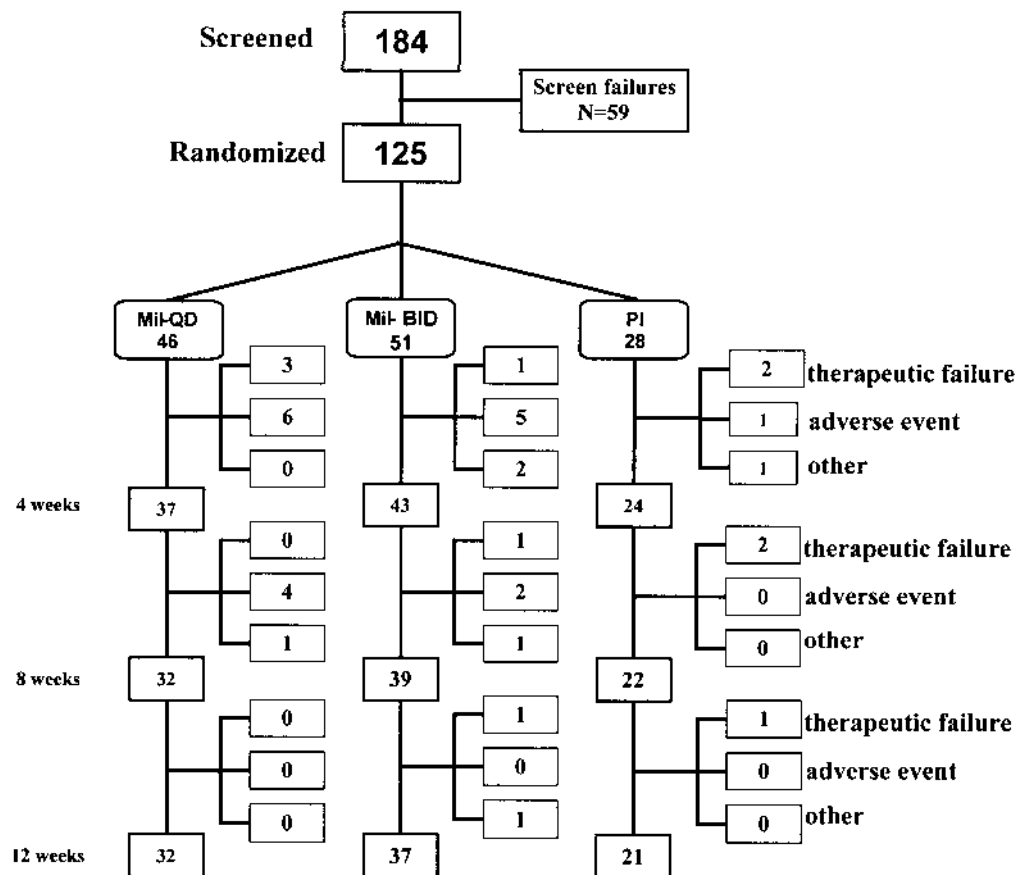 Screened
184
Screen failures
N=59
Randomized
125
Mil-QD
46
Mil- BID
51
Pl
28
3
1
2
therapeutic failure
6
5
1
adverse event
0
2
1
other
4 weeks
37
43
24
0
1
2
therapeutic failure
4
2
0
adverse event
1
1
0
other
8 weeks
32
39
22
0
1
1
therapeutic failure
0
0
0
adverse event
0
1
0
other
12 weeks
32
37
21